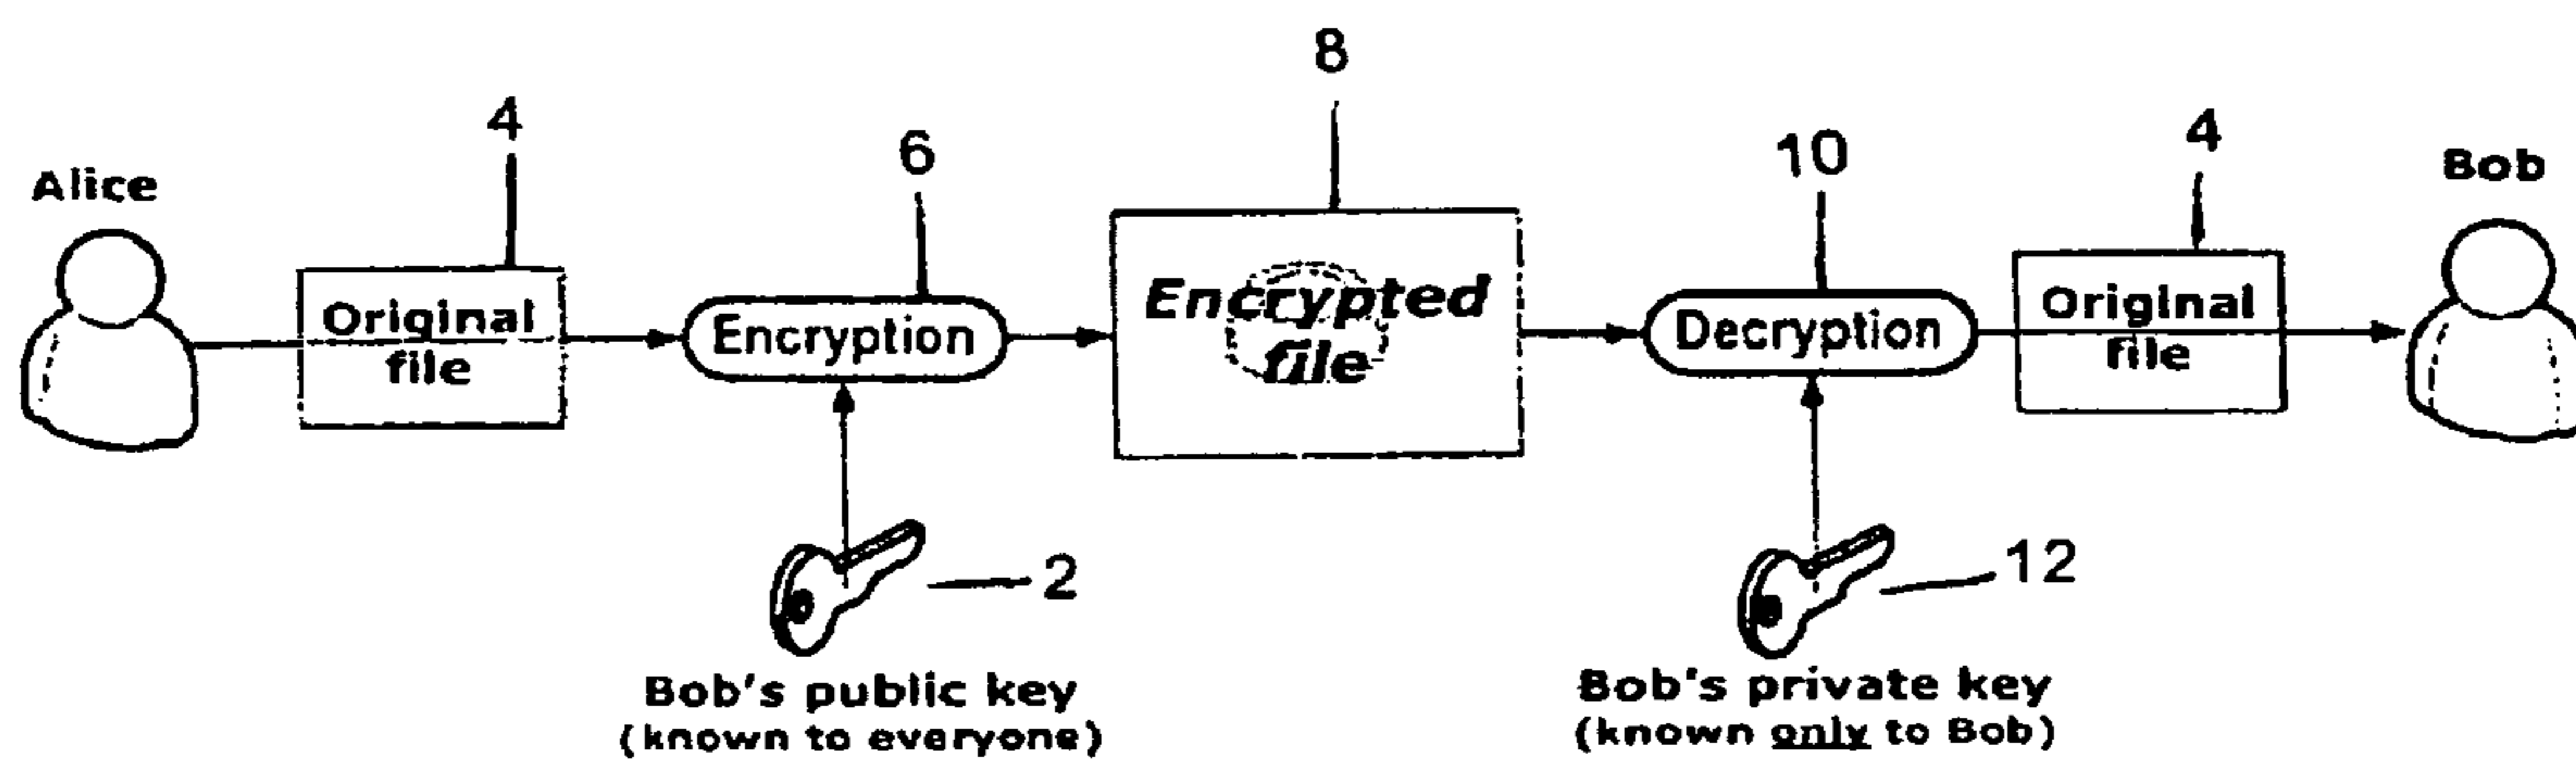 8
4
6
10
4
Alice
Bob
Original
file
Encryption
Encrypted
file
Decryption
Original
file
2
12
Bob's public key
(known to everyone)
Bob's private key
(known only to Bob)